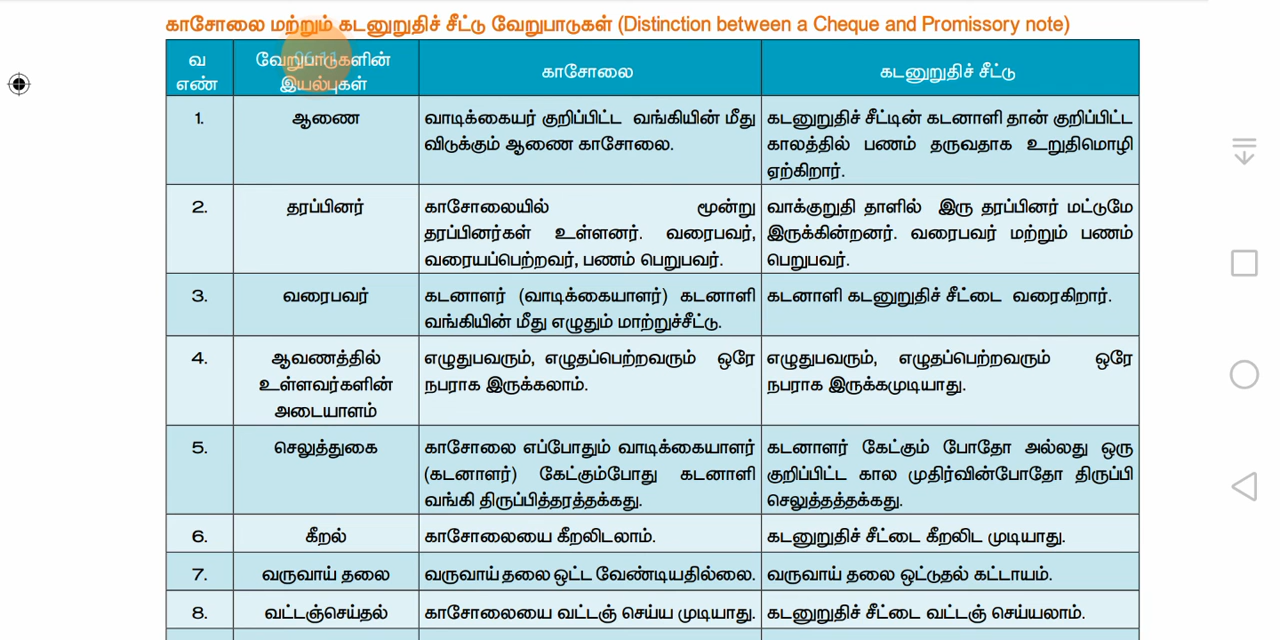 காசோலை மற்றும் கடனுறுதிச் சீட்டு வேறுபாடுகள் (Distinction between a Cheque and Promissory note)
வ எண் வேறுபாடுகளின் இயல்புகள் காசோலை கடனுறுதிச் சீட்டு
1. ஆணை வாடிக்கையர் குறிப்பிட்ட வங்கியின் மீது விடுக்கும் ஆணை காசோலை. கடனுறுதிச் சீட்டின் கடனாளி தான் குறிப்பிட்ட காலத்தில் பணம் தருவதாக உறுதிமொழி ஏற்கிறார்.
2. தரப்பினர் காசோலையில் மூன்று தரப்பினர்கள் உள்ளனர். வரைபவர், வரையப்பெற்றவர், பணம் பெறுபவர். வாக்குறுதி தாளில் இரு தரப்பினர் மட்டுமே இருக்கின்றனர். வரைபவர் மற்றும் பணம் பெறுபவர்.
3. வரைபவர் கடனாளர் (வாடிக்கையாளர்) கடனாளி வங்கியின் மீது எழுதும் மாற்றுச்சீட்டு. கடனாளி கடனுறுதிச் சீட்டை வரைகிறார்.
4. ஆவணத்தில் உள்ளவர்களின் அடையாளம் எழுதுபவரும், எழுதப்பெற்றவரும் ஒரே நபராக இருக்கலாம். எழுதுபவரும், எழுதப்பெற்றவரும் ஒரே நபராக இருக்கமுடியாது.
5. செலுத்துகை காசோலை எப்போதும் வாடிக்கையாளர் (கடனாளர்) கேட்கும்போது கடனாளி வங்கி திருப்பித்தரத்தக்கது. கடனாளர் கேட்கும் போதோ அல்லது ஒரு குறிப்பிட்ட கால முதிர்வின்போதோ திருப்பி செலுத்தத்தக்கது.
6. கீறல் காசோலையை கீறலிடலாம். கடனுறுதிச் சீட்டை கீறலிட முடியாது.
7. வருவாய் தலை வருவாய் தலை ஒட்ட வேண்டியதில்லை. வருவாய் தலை ஒட்டுதல் கட்டாயம்.
8. வட்டஞ்செய்தல் காசோலையை வட்டஞ் செய்ய முடியாது. கடனுறுதிச் சீட்டை வட்டஞ் செய்யலாம்.